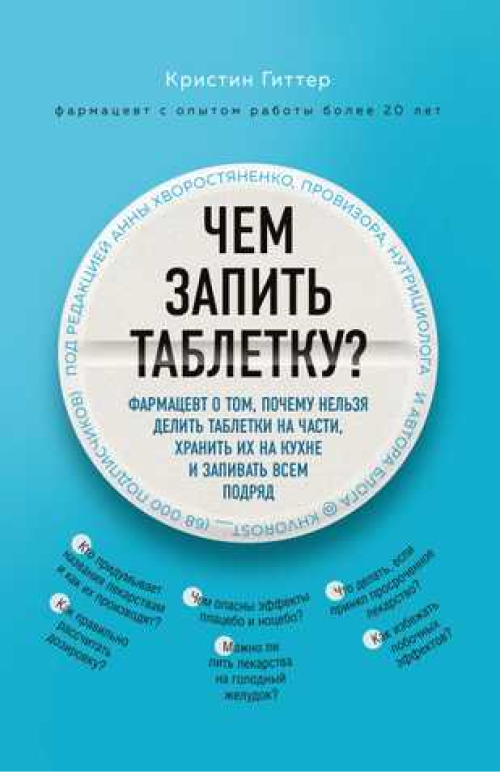 Кристин Гиттер
фармацевт с опытом работы более 20 лет
ПОД РЕДАКЦИЕЙ АННЫ ХВОРОСТЯНЕНКО, ПРОВИЗОРА, НУТРИЦИОЛОГА И АВТОРА БЛОГА @ KHVOROST__ (68 000 ПОДПИСЧИКОВ)
ЧЕМ
ЗАПИТЬ
ТАБЛЕТКУ?
ФАРМАЦЕВТ О ТОМ, ПОЧЕМУ НЕЛЬЗЯ
ДЕЛИТЬ ТАБЛЕТКИ НА ЧАСТИ,
ХРАНИТЬ ИХ НА КУХНЕ
И ЗАПИВАТЬ ВСЕМ
ПОДРЯД
Кто придумывает
названия лекарствам
и как их производят?
Чем опасны эффекты
плацебо и ноцебо?
Что делать, если
принял просроченное
лекарство?
Как правильно
рассчитать
дозировку?
Можно ли
пить лекарства
на голодный
желудок?
Как избежать
побочных
эффектов?